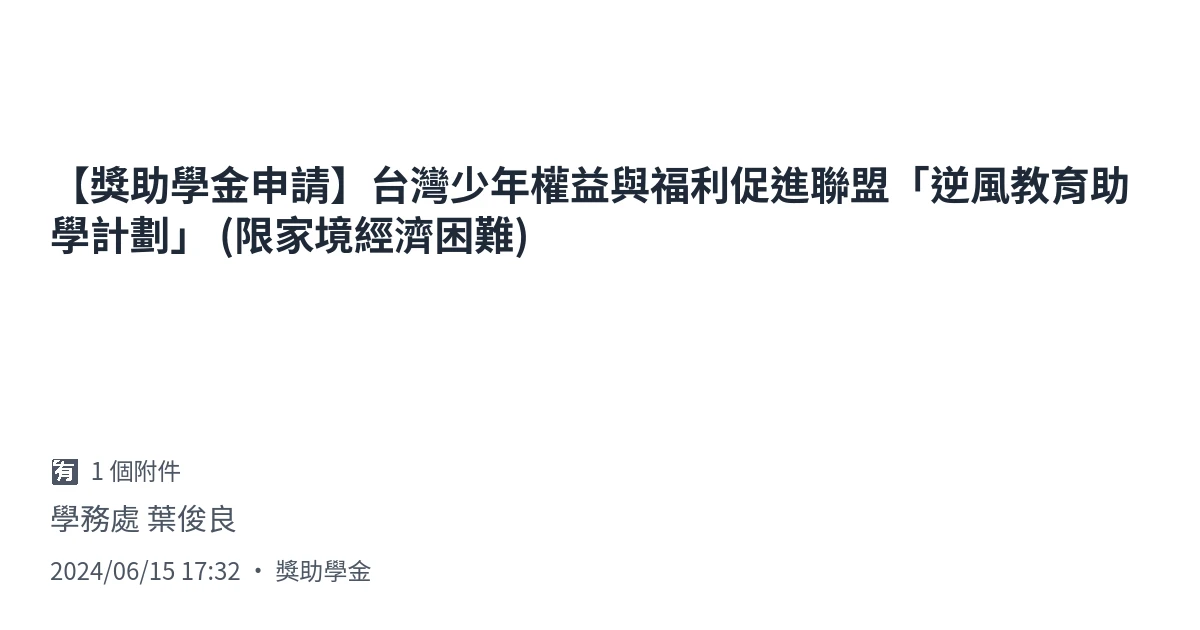 【獎助學金申請】台灣少年權益與福利促進聯盟「逆風教育助
學計劃」 (限家境經濟困難)
有 1 個附件
學務處 葉俊良
2024/06/15 17:32 ・ 獎助學金